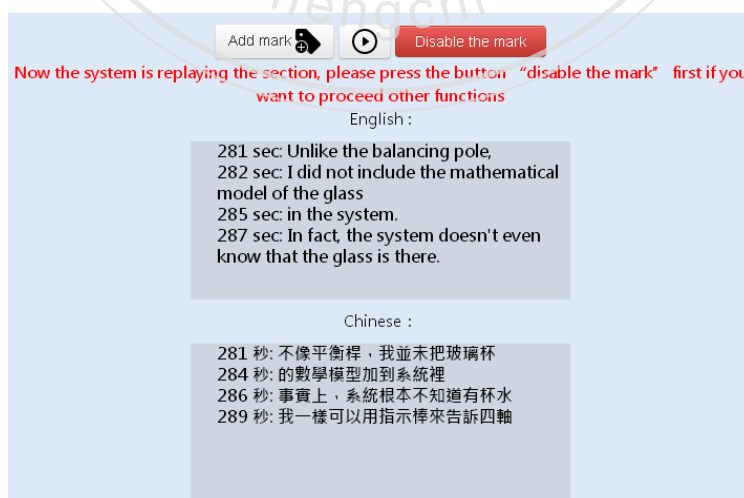 Chengchi
Add mark Disable the mark
Now the system is replaying the section, please press the button “disable the mark” first if you
want to proceed other functions
English :
281 sec: Unlike the balancing pole,
282 sec: I did not include the mathematical
model of the glass
285 sec: in the system.
287 sec: In fact, the system doesn't even
know that the glass is there.
Chinese :
281 秒: 不像平衡桿，我並未把玻璃杯
284 秒: 的數學模型加到系統裡
286 秒: 事實上，系統根本不知道有杯水
289 秒: 我一樣可以用指示棒來告訴四軸